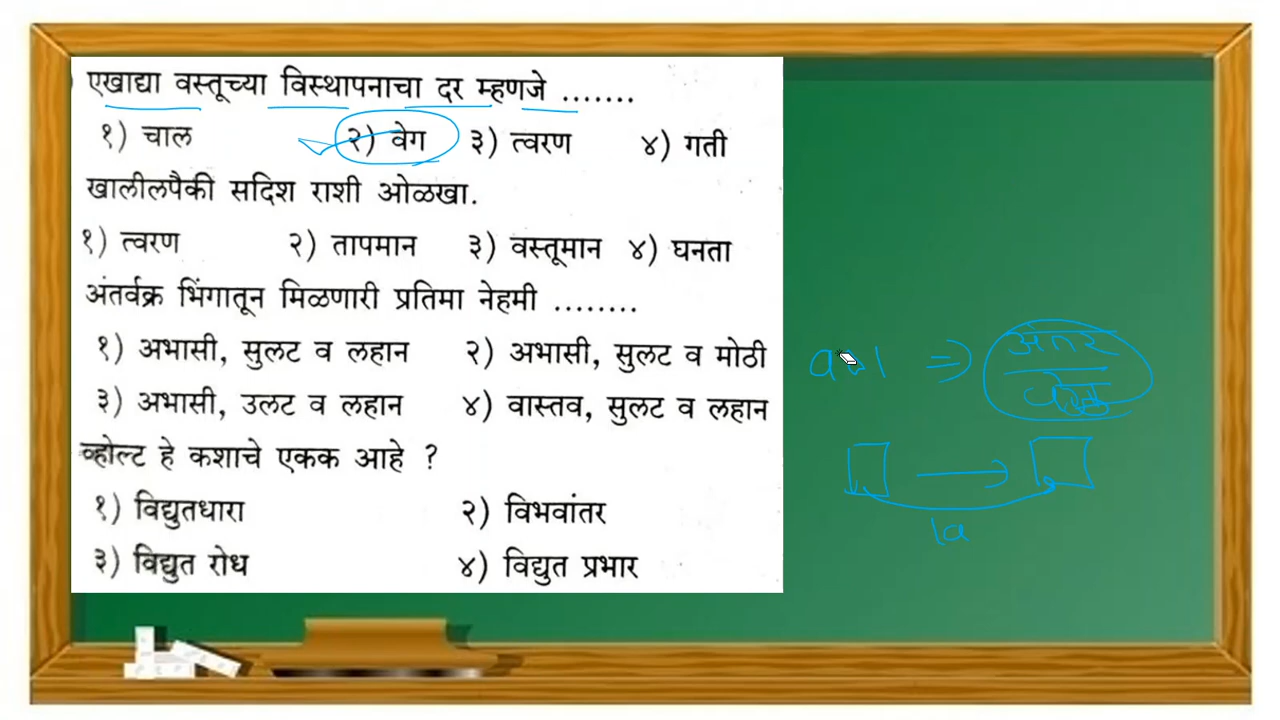 एखाद्या वस्तूच्या विस्थापनाचा दर म्हणजे .......
१) चाल २) वेग ३) त्वरण ४) गती
खालीलपैकी सदिश राशी ओळखा.
१) त्वरण २) तापमान ३) वस्तूमान ४) घनता
अंतर्वक्र भिंगातून मिळणारी प्रतिमा नेहमी ........
१) अभासी, सुलट व लहान २) अभासी, सुलट व मोठी
३) अभासी, उलट व लहान ४) वास्तव, सुलट व लहान
व्होल्ट हे कशाचे एकक आहे ?
१) विद्युतधारा २) विभवांतर
३) विद्युत रोध ४) विद्युत प्रभार
अंतर